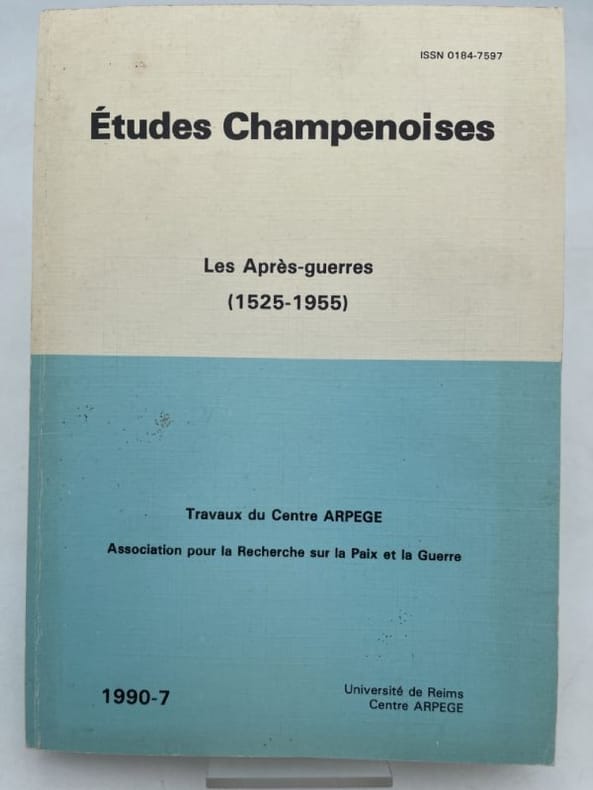 ISSN 0184-7597
Études Champenoises
Les Après-guerres
(1525-1955)
Travaux du Centre ARPEGE
Association pour la Recherche sur la Paix et la Guerre
1990-7
Université de Reims
Centre ARPEGE